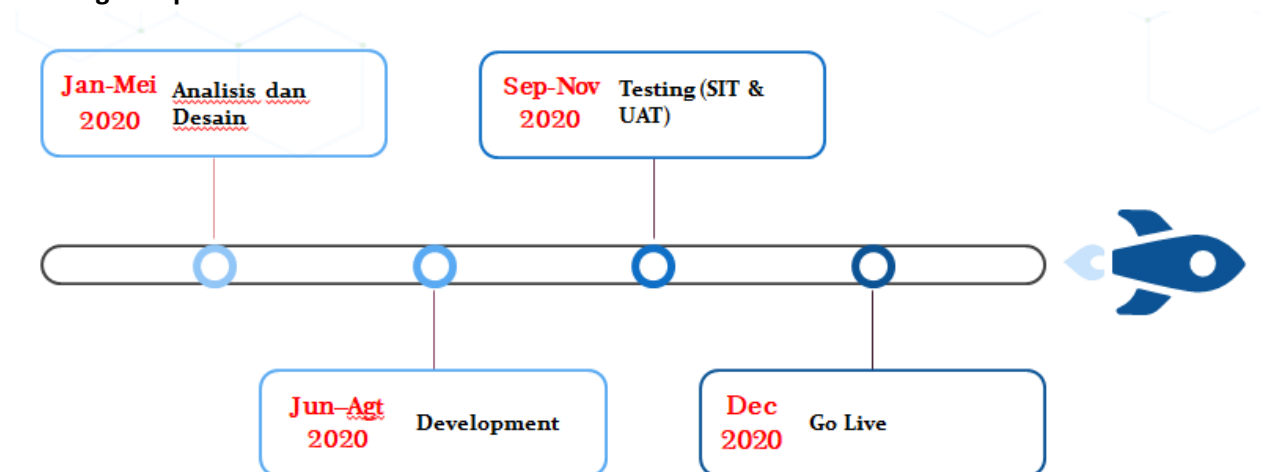 Jan-Mei
2020
Analisis dan
Desain
Sep-Nov
2020
Testing (SIT &
UAT)
Jun–Agt
2020
Development
Dec
2020
Go Live